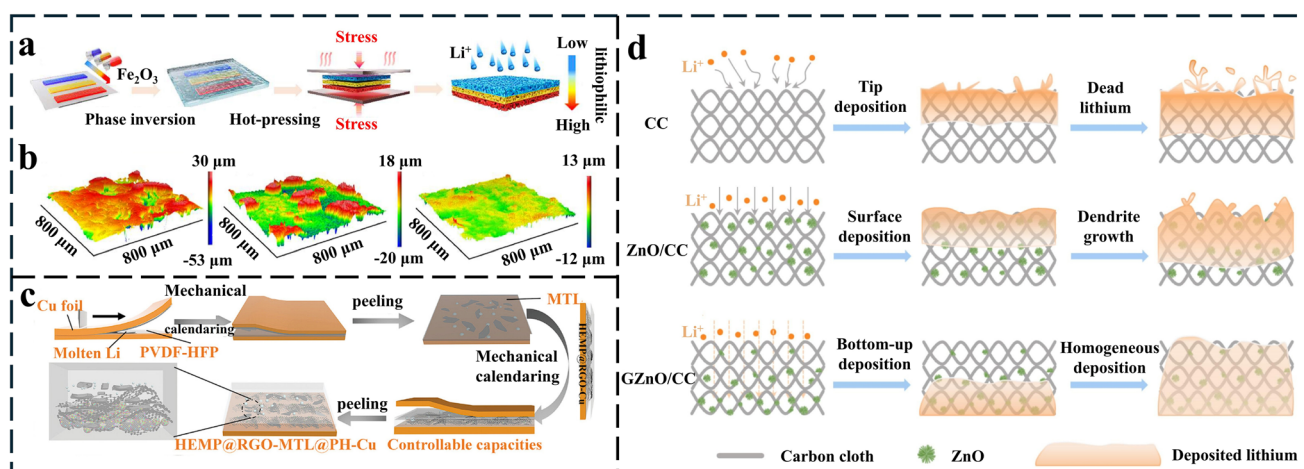 a
Fe₂O₃
Phase inversion
Hot-pressing
Stress
Stress
Li⁺
Low
High
lithiophilic
b
30 μm
-53 μm
800 μm
800 μm
18 μm
-20 μm
800 μm
800 μm
13 μm
-12 μm
800 μm
800 μm
c
Cu foil
Molten Li
PVDF-HFP
Mechanical
calendaring
peeling
MTL
Mechanical
calendaring
HEMP@RGO-Cu
Controllable capacities
peeling
HEMP@RGO-MTL@PH-Cu
d
CC
Li⁺
Tip
deposition
Dead
lithium
ZnO/CC
Li⁺
Surface
deposition
Dendrite
growth
GZnO/CC
Li⁺
Bottom-up
deposition
Homogeneous
deposition
Carbon cloth
ZnO
Deposited lithium